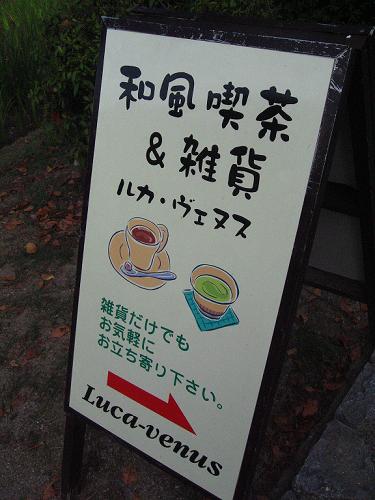 和風喫茶
&雑貨
ルカ・ヴェヌス
雑貨だけでも
お気軽に
お立ち寄り下さい。
Luca-venus